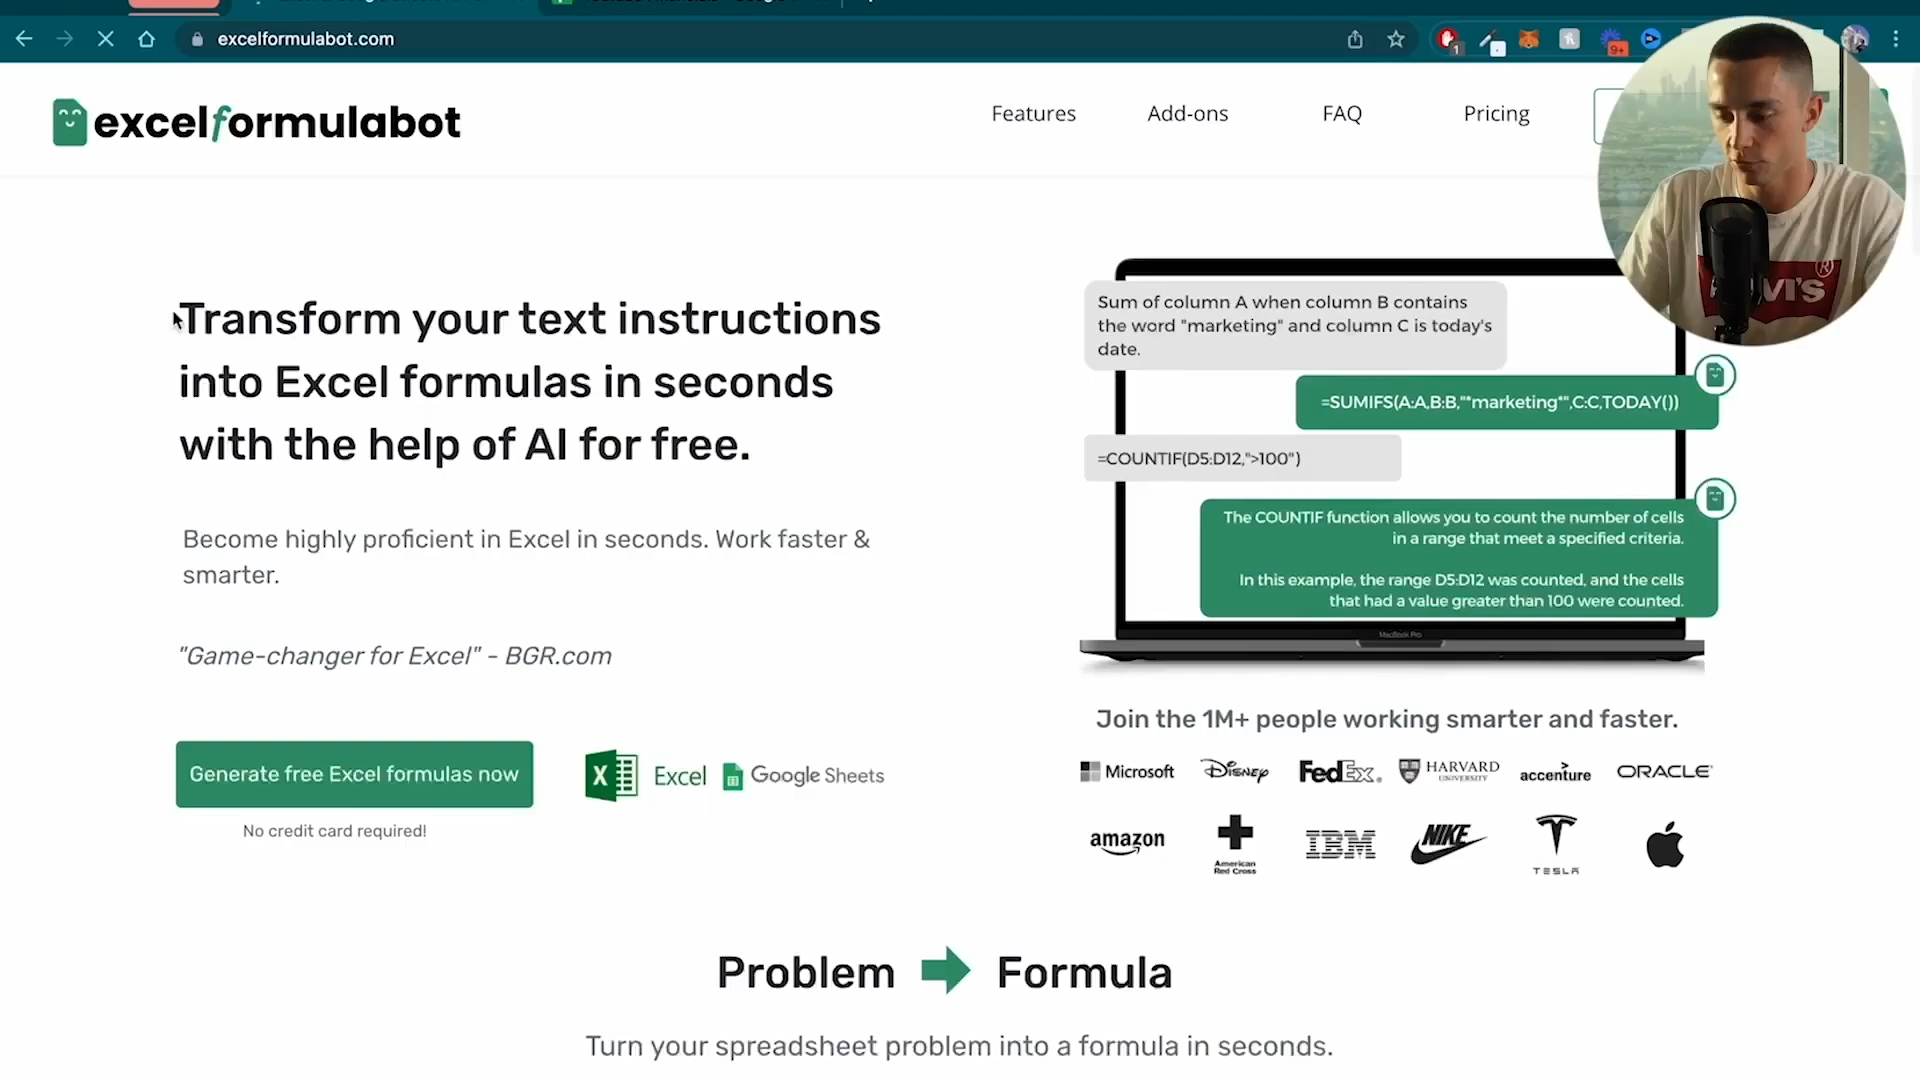 excelformulabot.com
1
9+
excelformulabot
Features
Add-ons
FAQ
Pricing
Transform your text instructions
into Excel formulas in seconds
with the help of AI for free.
Become highly proficient in Excel in seconds. Work faster &
smarter.
"Game-changer for Excel" - BGR.com
Generate free Excel formulas now
No credit card required!
Excel
Google Sheets
Sum of column A when column B contains
the word "marketing" and column C is today's
date.
=SUMIFS(A:A,B:B,"*marketing*",C:C,TODAY())
=COUNTIF(D5:D12,">100")
The COUNTIF function allows you to count the number of cells
in a range that meet a specified criteria.
In this example, the range D5:D12 was counted, and the cells
that had a value greater than 100 were counted.
MacBook Pro
Join the 1M+ people working smarter and faster.
Microsoft
Disney
FedEx
HARVARD
UNIVERSITY
accenture
ORACLE
amazon
American
Red Cross
IBM
NIKE
TESLA
Problem
Formula
Turn your spreadsheet problem into a formula in seconds.